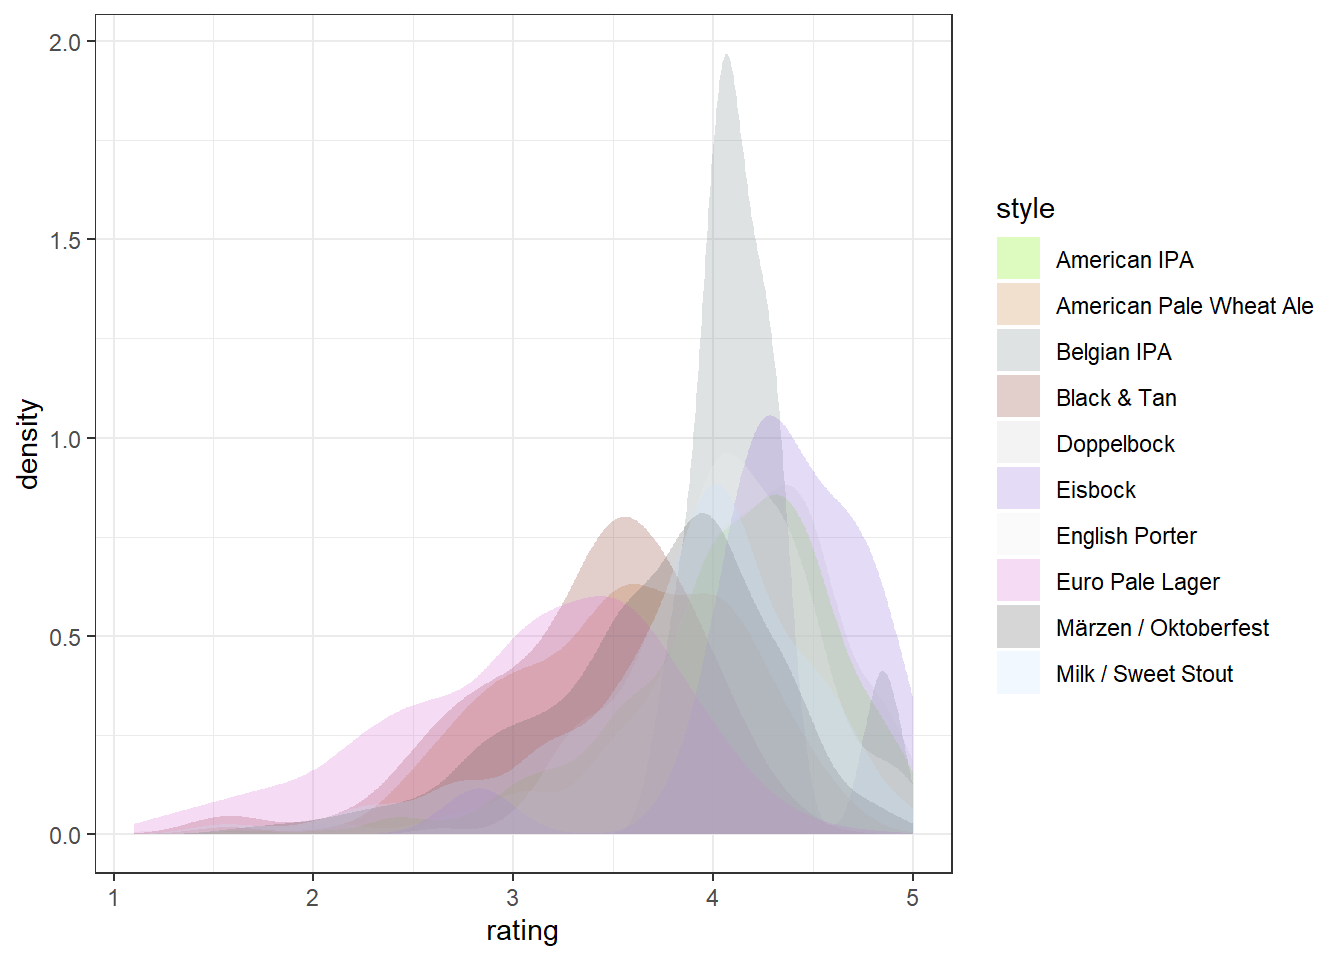 2.0
1.5
1.0
0.5
0.0
density
1 2 3 4 5
rating
style
American IPA
American Pale Wheat Ale
Belgian IPA
Black & Tan
Doppelbock
Eisbock
English Porter
Euro Pale Lager
Märzen / Oktoberfest
Milk / Sweet Stout